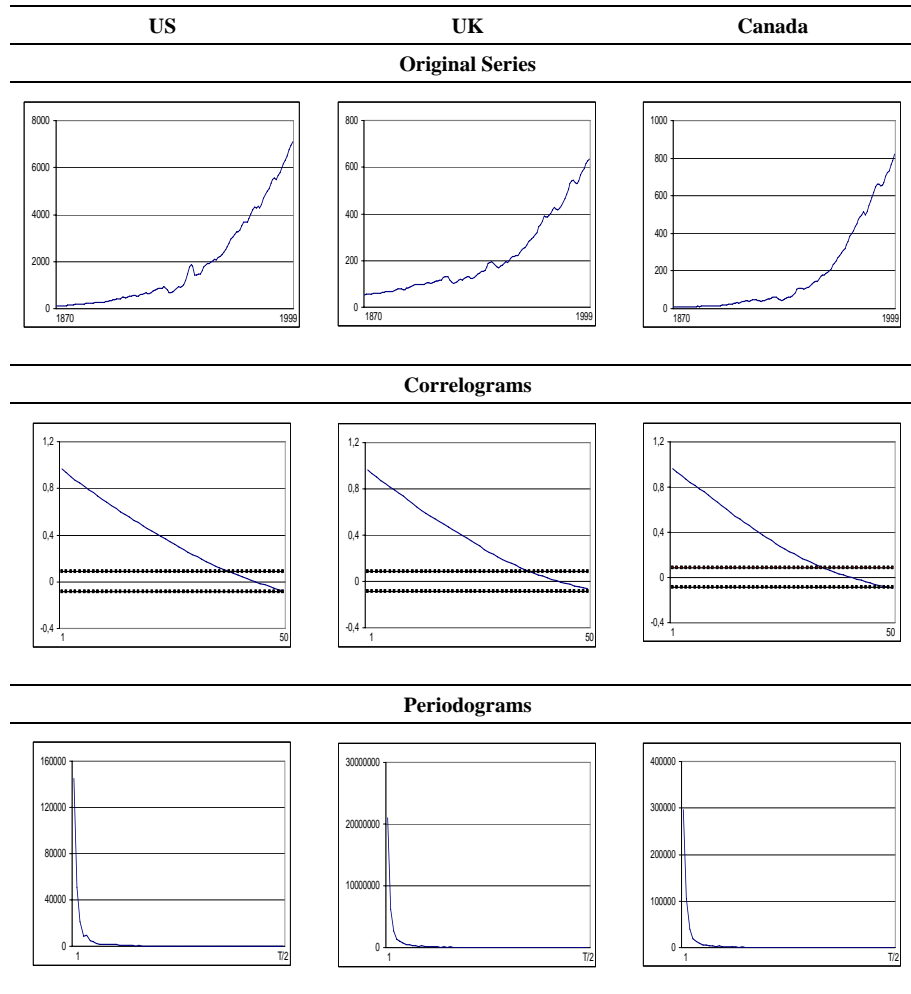 US UK Canada
Original Series
8000 6000 4000 2000 0 1870 1999
800 600 400 200 0 1870 1999
1000 800 600 400 200 0 1870 1999
Correlograms
1,2 0,8 0,4 0 -0,4 1 50
1,2 0,8 0,4 0 -0,4 1 50
1,2 0,8 0,4 0 -0,4 1 50
Periodograms
160000 120000 80000 40000 0 1 T/2
30000000 20000000 10000000 0 1 T/2
400000 300000 200000 100000 0 1 T/2